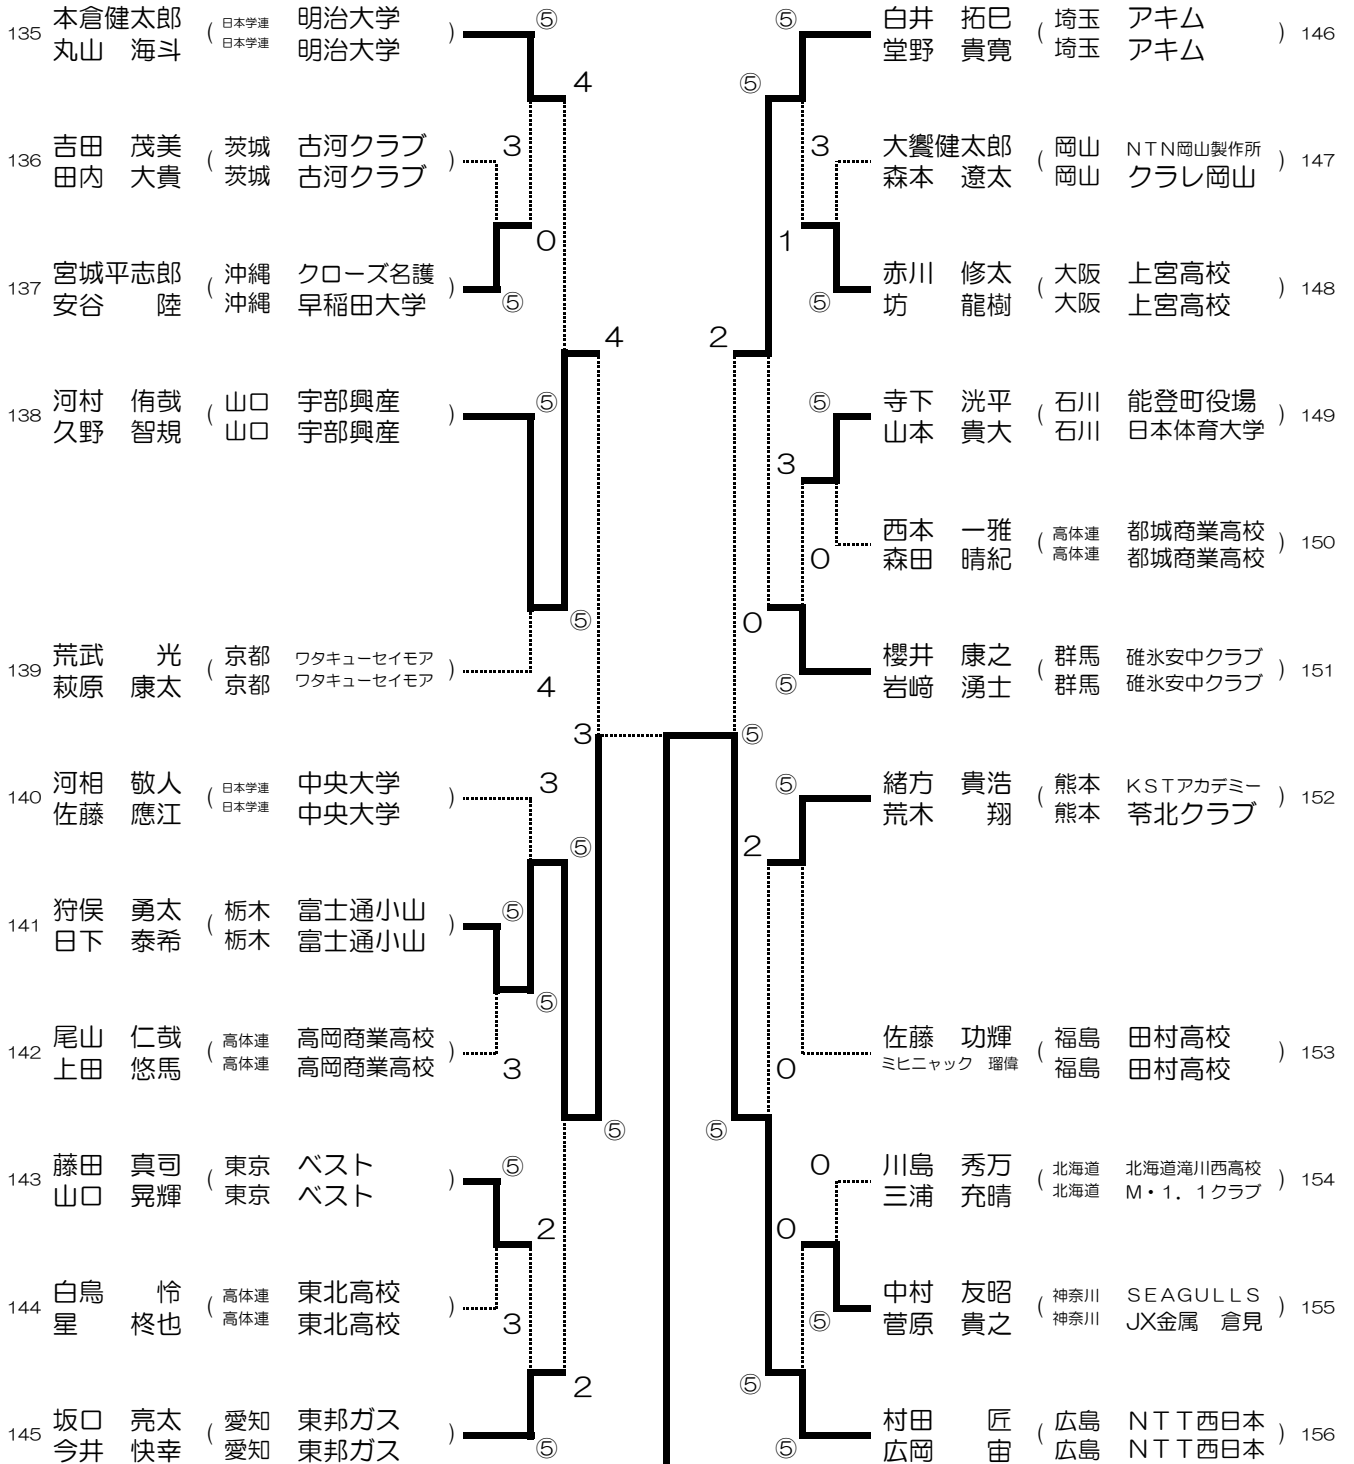 135 本倉健太郎 ( 日本学連 明治大学 ) ⑤
丸山 海斗 日本学連 明治大学
4
136 吉田 茂美 ( 茨城 古河クラブ ) 3
田内 大貴 茨城 古河クラブ
0
137 宮城平志郎 ( 沖縄 クローズ名護 ) ⑤
安谷 陸 沖縄 早稲田大学
4
138 河村 侑哉 ( 山口 宇部興産 ) ⑤
久野 智規 山口 宇部興産
⑤
139 荒武 光 ( 京都 ワタキューセイモア ) 4
萩原 康太 京都 ワタキューセイモア
3
140 河相 敬人 ( 日本学連 中央大学 ) 3
佐藤 應江 日本学連 中央大学
⑤
141 狩俣 勇太 ( 栃木 富士通小山 ) ⑤
日下 泰希 栃木 富士通小山
⑤
142 尾山 仁哉 ( 高体連 高岡商業高校 ) 3
上田 悠馬 高体連 高岡商業高校
⑤
143 藤田 真司 ( 東京 ベスト ) ⑤
山口 晃輝 東京 ベスト
2
144 白鳥 怜 ( 高体連 東北高校 ) 3
星 柊也 高体連 東北高校
2
145 坂口 亮太 ( 愛知 東邦ガス ) ⑤
今井 快幸 愛知 東邦ガス
⑤ 白井 拓巳 ( 埼玉 アキム ) 146
堂野 貴寛 埼玉 アキム
⑤
3 大饗健太郎 ( 岡山 NTN岡山製作所 ) 147
森本 遼太 岡山 クラレ岡山
1
⑤ 赤川 修太 ( 大阪 上宮高校 ) 148
坊 龍樹 大阪 上宮高校
2
⑤ 寺下 洸平 ( 石川 能登町役場 ) 149
山本 貴大 石川 日本体育大学
3
0 西本 一雅 ( 高体連 都城商業高校 ) 150
森田 晴紀 高体連 都城商業高校
0
⑤ 櫻井 康之 ( 群馬 碓氷安中クラブ ) 151
岩﨑 湧士 群馬 碓氷安中クラブ
⑤
⑤ 緒方 貴浩 ( 熊本 KSTアカデミー ) 152
荒木 翔 熊本 苓北クラブ
2
0 佐藤 功輝 ( 福島 田村高校 ) 153
ミヒニャック 瑠偉 福島 田村高校
⑤
0 川島 秀万 ( 北海道 北海道滝川西高校 ) 154
三浦 充晴 北海道 M・1.1クラブ
0
⑤ 中村 友昭 ( 神奈川 SEAGULLS ) 155
菅原 貴之 神奈川 JX金属 倉見
⑤
⑤ 村田 匠 ( 広島 NTT西日本 ) 156
広岡 宙 広島 NTT西日本